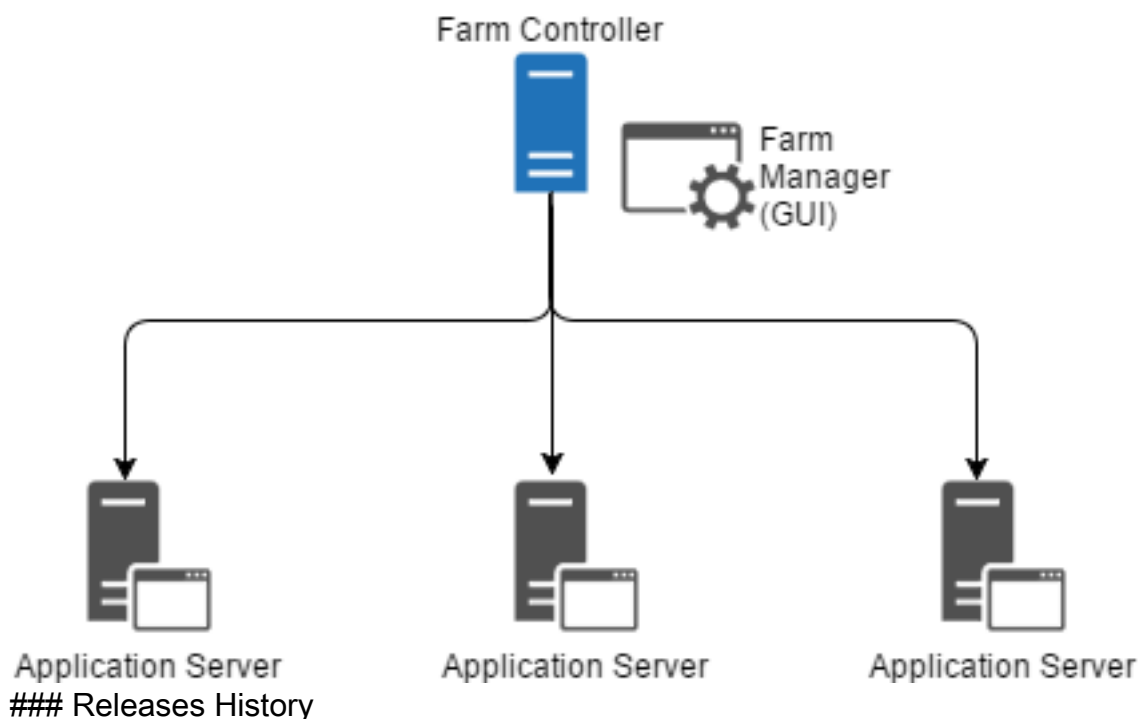 Farm Controller
Farm
Manager
(GUI)
Application Server
Application Server
Application Server
### Releases History